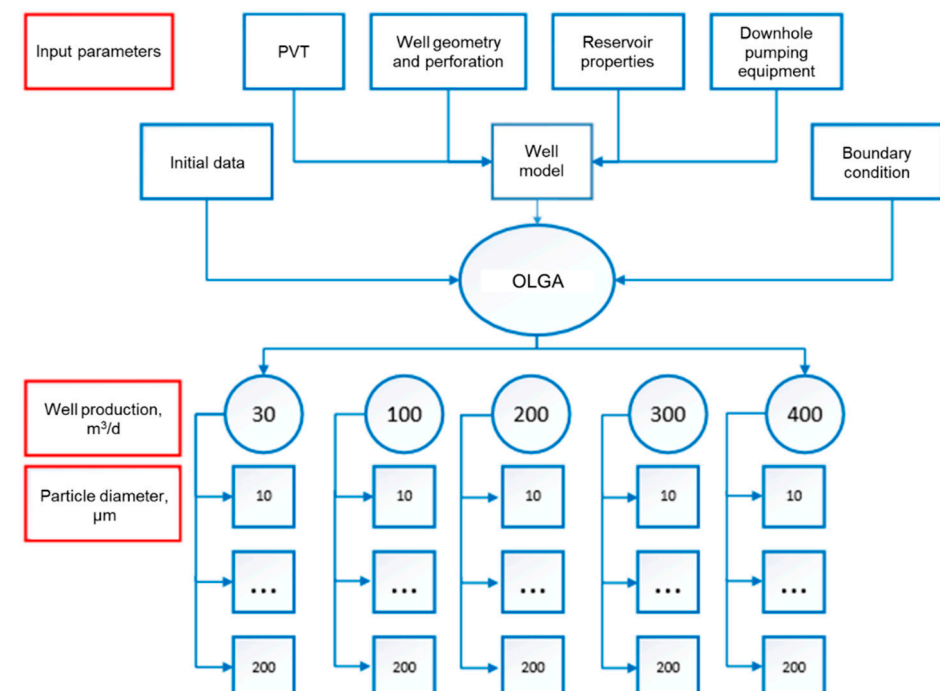 Input parameters
PVT
Well geometry
and perforation
Reservoir
properties
Downhole
pumping
equipment
Initial data
Well
model
Boundary
condition
OLGA
Well production,
m³/d
30
100
200
300
400
Particle diameter,
µm
10
10
10
10
10
...
...
...
...
...
200
200
200
200
200